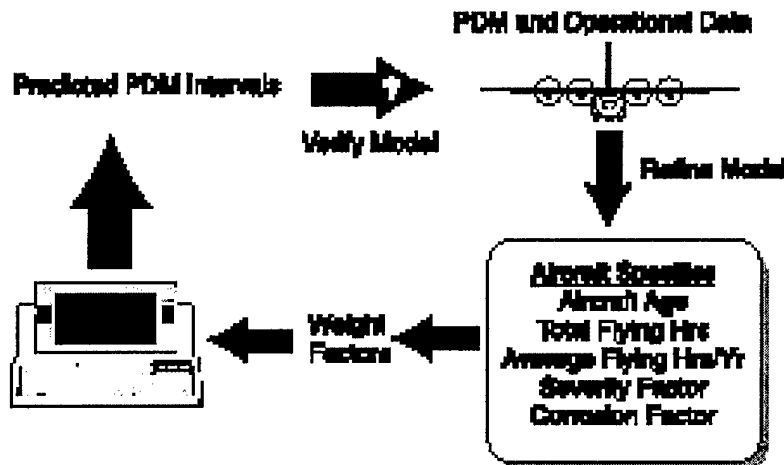 PDM and Operational Data
Predicted PDM Intervals
Verify Model
Refine Model
Aircraft Specifics
Aircraft Age
Total Flying Hrs
Average Flying Hrs/Yr
Severity Factor
Corrosion Factor
Weight
Factors